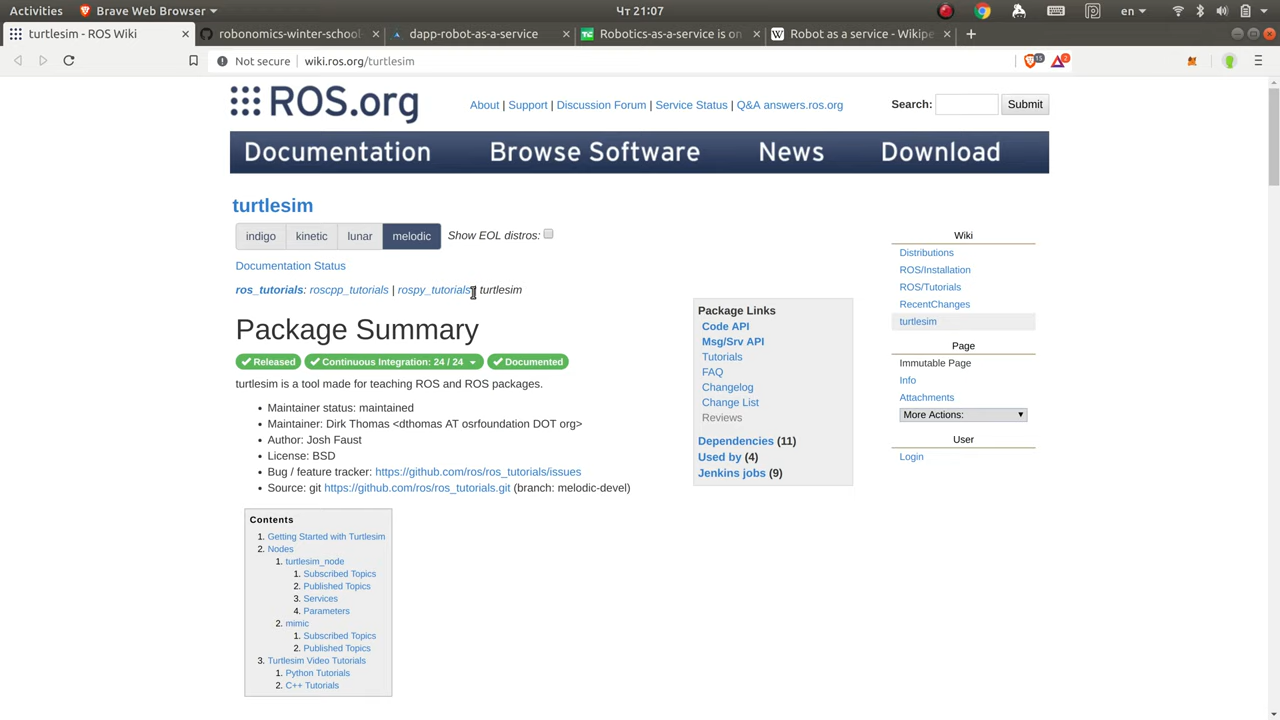 Activities Brave Web Browser Чт 21:07 en
turtlesim - ROS Wiki robonomics-winter-school- dapp-robot-as-a-service Robotics-as-a-service is on Robot as a service - Wikipe
Not secure wiki.ros.org/turtlesim 15 2
ROS.org
About | Support | Discussion Forum | Service Status | Q&A answers.ros.org
Search: Submit
Documentation Browse Software News Download
turtlesim
indigo kinetic lunar melodic Show EOL distros:
Documentation Status
ros_tutorials: roscpp_tutorials | rospy_tutorials | turtlesim
Package Summary
Released Continuous Integration: 24 / 24 Documented
turtlesim is a tool made for teaching ROS and ROS packages.
• Maintainer status: maintained
• Maintainer: Dirk Thomas <dthomas AT osrfoundation DOT org>
• Author: Josh Faust
• License: BSD
• Bug / feature tracker: https://github.com/ros/ros_tutorials/issues
• Source: git https://github.com/ros/ros_tutorials.git (branch: melodic-devel)
Contents
1. Getting Started with Turtlesim
2. Nodes
1. turtlesim_node
1. Subscribed Topics
2. Published Topics
3. Services
4. Parameters
2. mimic
1. Subscribed Topics
2. Published Topics
3. Turtlesim Video Tutorials
1. Python Tutorials
2. C++ Tutorials
Package Links
Code API
Msg/Srv API
Tutorials
FAQ
Changelog
Change List
Reviews
Dependencies (11)
Used by (4)
Jenkins jobs (9)
Wiki
Distributions
ROS/Installation
ROS/Tutorials
RecentChanges
turtlesim
Page
Immutable Page
Info
Attachments
More Actions:
User
Login